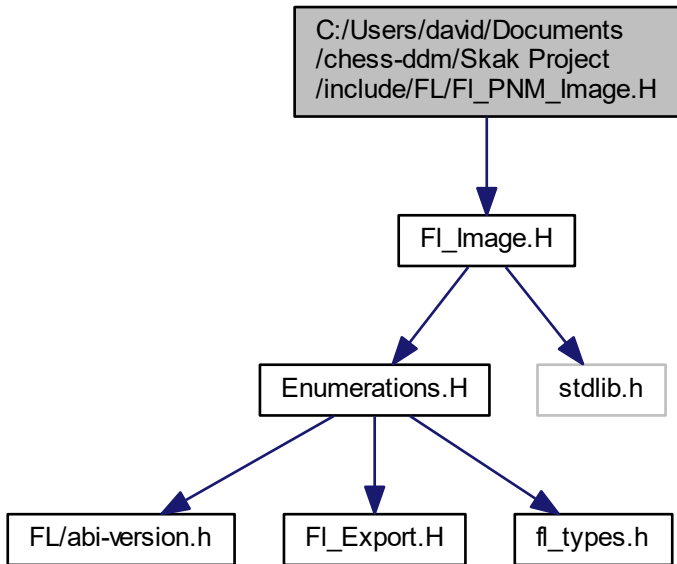 C:/Users/david/Documents
/chess-ddm/Skak Project
/include/FL/Fl_PNM_Image.H
Fl_Image.H
Enumerations.H
stdlib.h
FL/abi-version.h
Fl_Export.H
fl_types.h